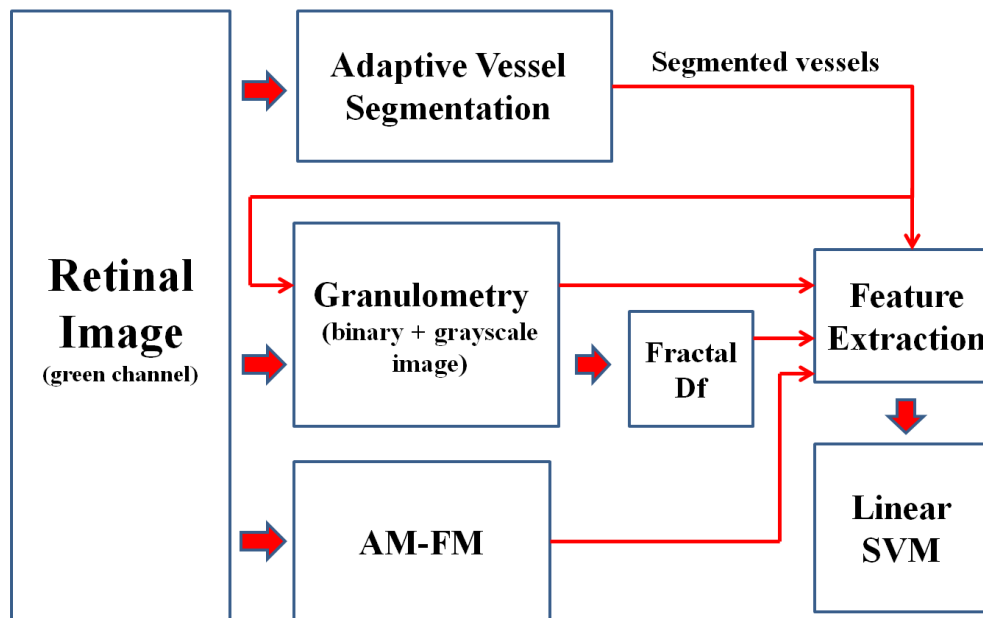 Adaptive Vessel
Segmentation
Segmented vessels
Retinal
Image
(green channel)
Granulometry
(binary + grayscale
image)
Fractal
Df
Feature
Extraction
AM-FM
Linear
SVM